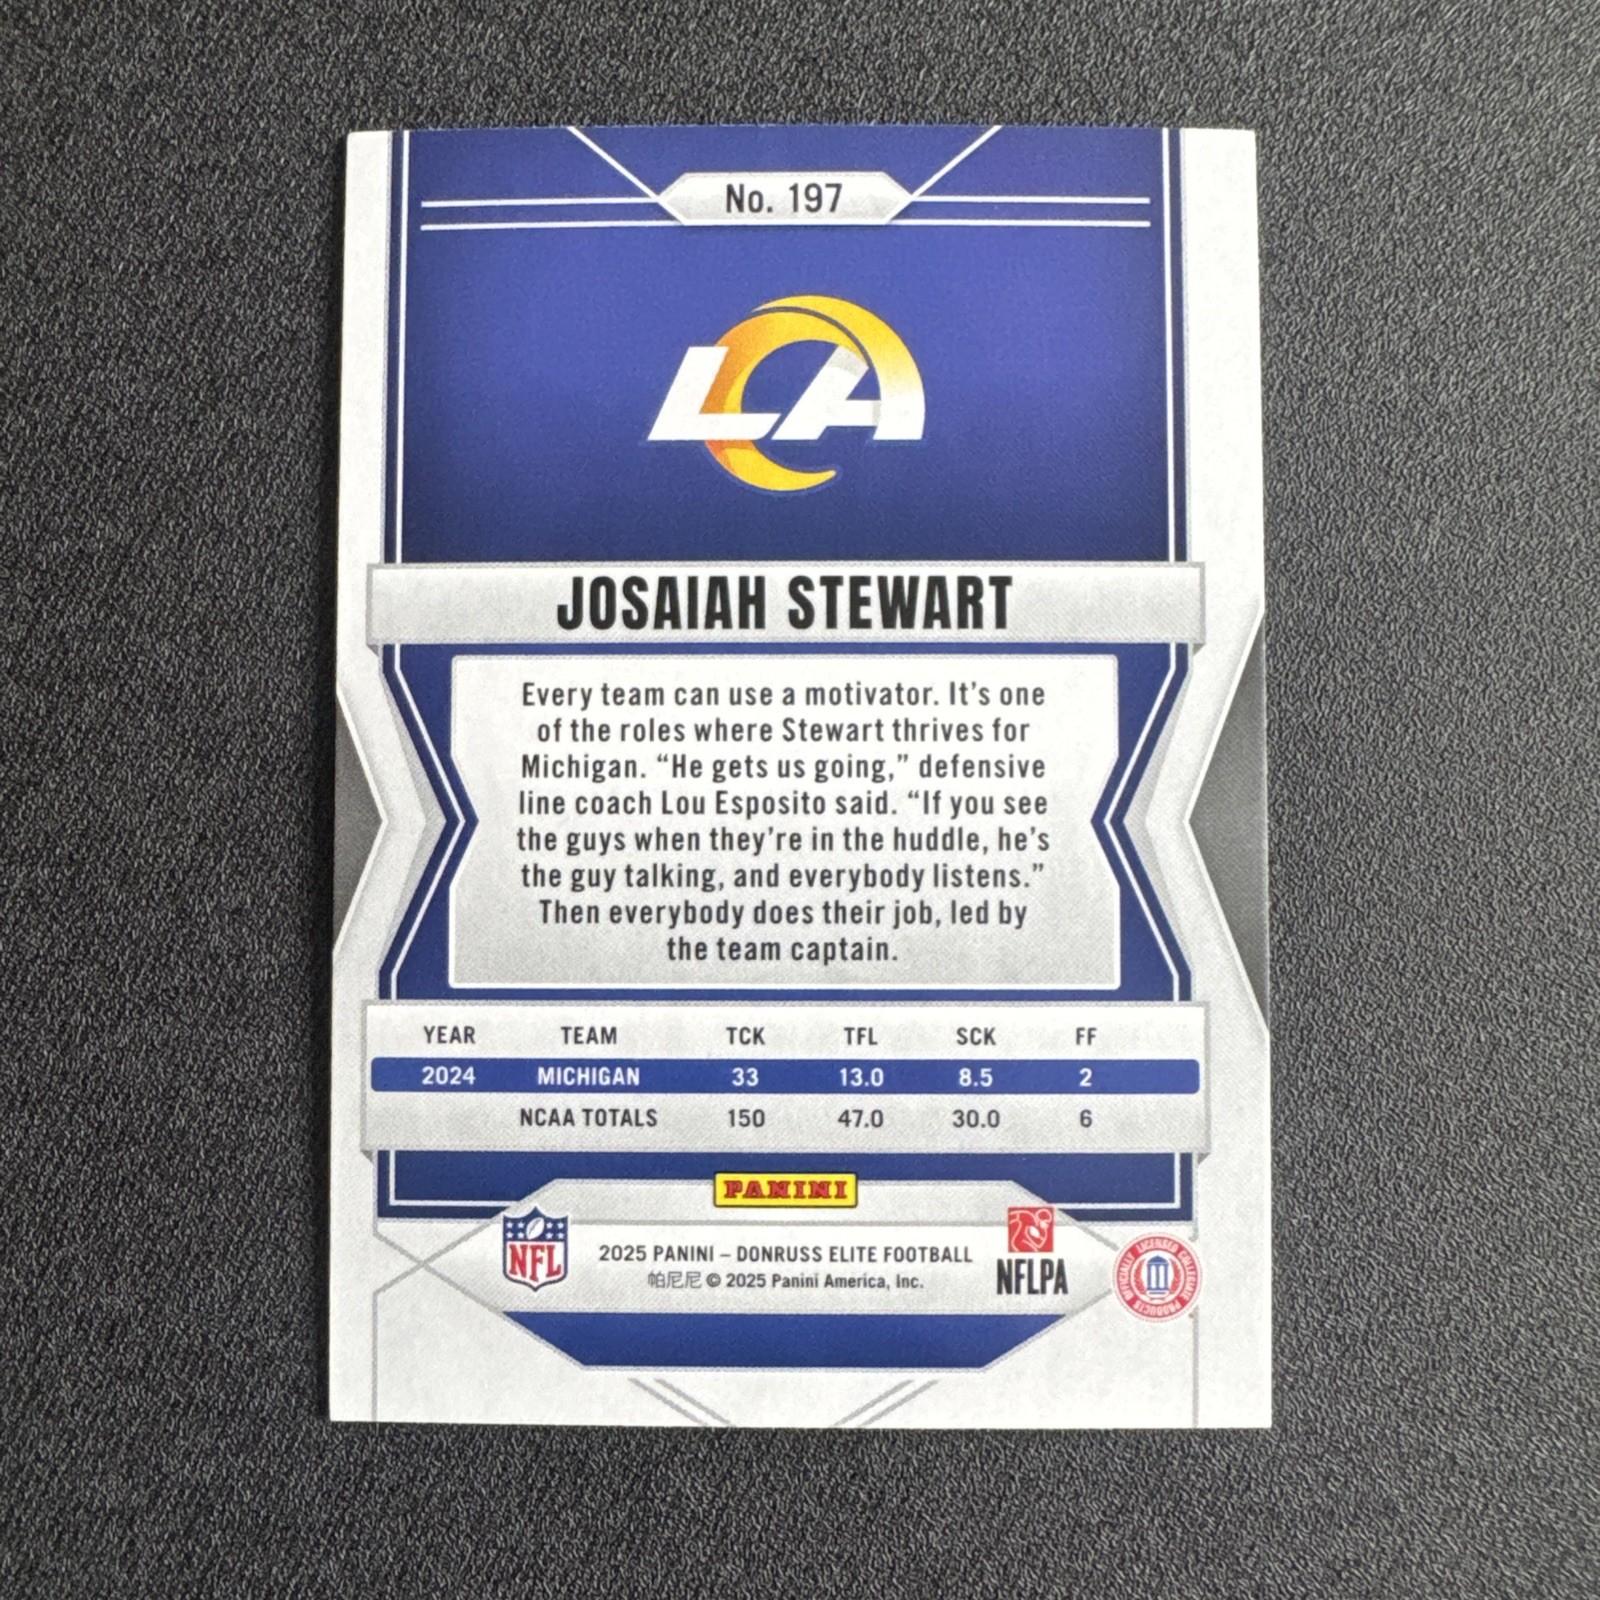 No. 197
LA
JOSAIAH STEWART
Every team can use a motivator. It's one
of the roles where Stewart thrives for
Michigan. “He gets us going,” defensive
line coach Lou Esposito said. “If you see
the guys when they're in the huddle, he's
the guy talking, and everybody listens.”
Then everybody does their job, led by
the team captain.
YEAR TEAM TCK TFL SCK FF
2024 MICHIGAN 33 13.0 8.5 2
NCAA TOTALS 150 47.0 30.0 6
PANINI
NFL
2025 PANINI – DONRUSS ELITE FOOTBALL
帕尼尼 © 2025 Panini America, Inc.
NFLPA
OFFICIALLY LICENSED COLLEGIATE PRODUCTS